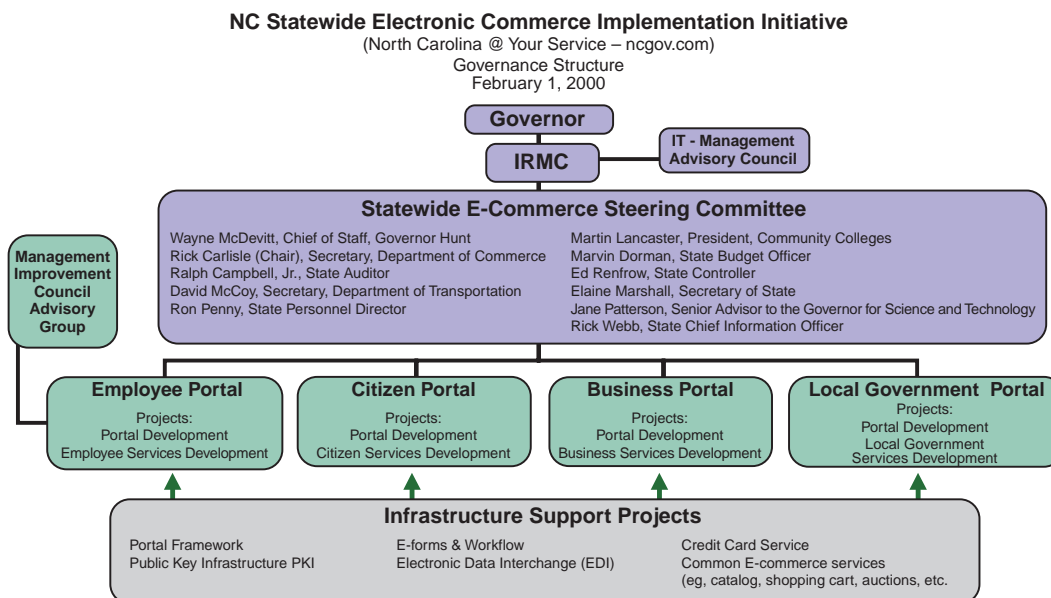 NC Statewide Electronic Commerce Implementation Initiative
(North Carolina @ Your Service – ncgov.com)
Governance Structure
February 1, 2000
Governor
IRMC
IT - Management
Advisory Council
Statewide E-Commerce Steering Committee
Wayne McDevitt, Chief of Staff, Governor Hunt
Rick Carlisle (Chair), Secretary, Department of Commerce
Ralph Campbell, Jr., State Auditor
David McCoy, Secretary, Department of Transportation
Ron Penny, State Personnel Director
Martin Lancaster, President, Community Colleges
Marvin Dorman, State Budget Officer
Ed Renfrow, State Controller
Elaine Marshall, Secretary of State
Jane Patterson, Senior Advisor to the Governor for Science and Technology
Rick Webb, State Chief Information Officer
Management
Improvement
Council
Advisory
Group
Employee Portal
Projects:
Portal Development
Employee Services Development
Citizen Portal
Projects:
Portal Development
Citizen Services Development
Business Portal
Projects:
Portal Development
Business Services Development
Local Government Portal
Projects:
Portal Development
Local Government
Services Development
Infrastructure Support Projects
Portal Framework
Public Key Infrastructure PKI
E-forms & Workflow
Electronic Data Interchange (EDI)
Credit Card Service
Common E-commerce services
(eg, catalog, shopping cart, auctions, etc.